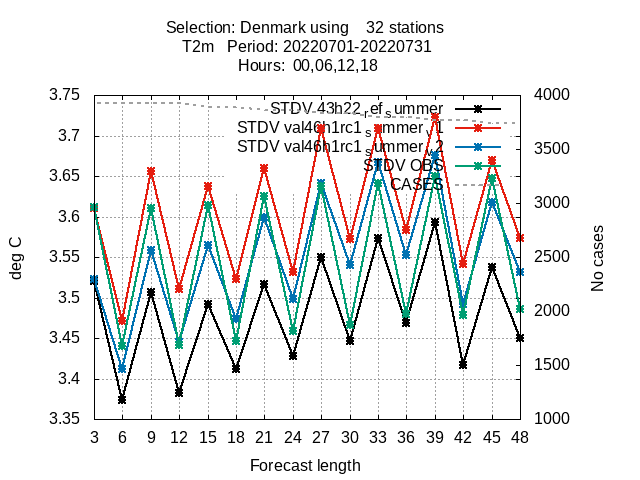 Selection: Denmark using    32 stations
T2m   Period: 20220701-20220731
Hours:  00,06,12,18
3.75
3.7
3.65
3.6
3.55
3.5
3.45
3.4
3.35
deg C
STDV 43h22_ref_summer
STDV val46h1rc1_summer_1
STDV val46h1rc1_summer_v2
STDV OBS
CASES
4000
3500
3000
2500
2000
1500
1000
No cases
3 6 9 12 15 18 21 24 27 30 33 36 39 42 45 48
Forecast length